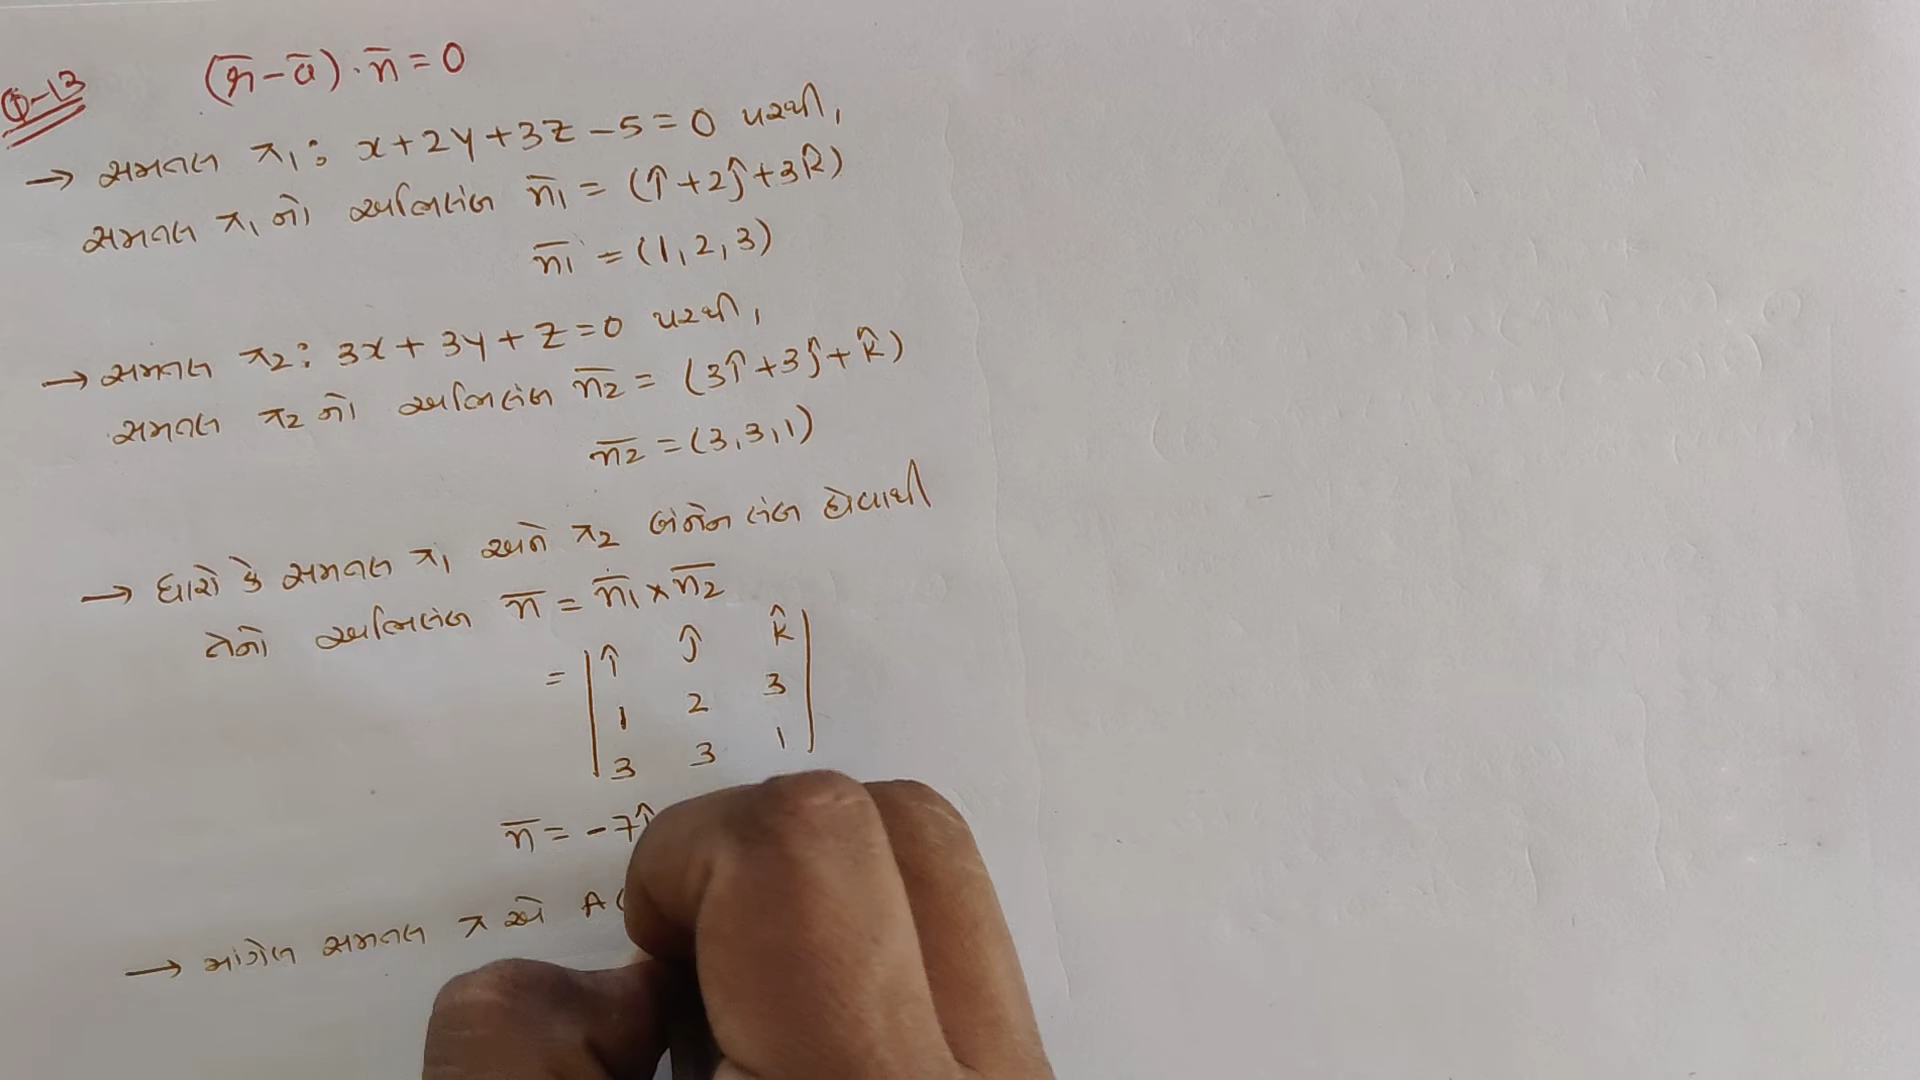 Q-13 (r̅-a̅)·n̅=0
→ સમતલ π₁: x+2y+3z-5=0 પરથી,
સમતલ π₁નો અભિલંબ n̅₁ = (î+2ĵ+3k̂)
n̅₁ = (1,2,3)
→ સમતલ π₂: 3x+3y+z=0 પરથી,
સમતલ π₂નો અભિલંબ n̅₂ = (3î+3ĵ+k̂)
n̅₂ = (3,3,1)
→ ધારો કે સમતલ π₁ અને π₂ બંનેને લંબ હોવાથી
તેનો અભિલંબ n̅ = n̅₁×n̅₂
= | î ĵ k̂ |
| 1 2 3 |
| 3 3 1 |
n̅ = -7î
→ માંગેલ સમતલ π એ A(